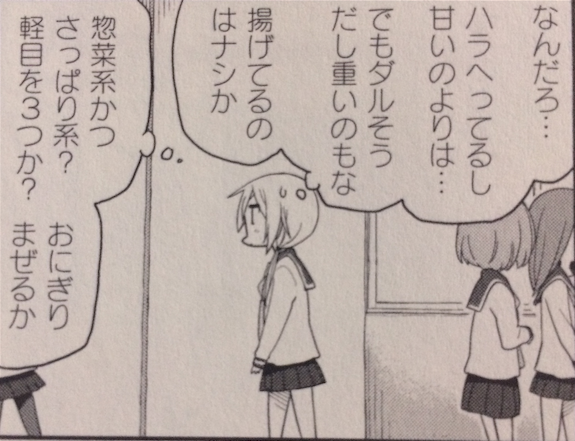 なんだろ…
ハラへってるし
甘いのよりは…
でもダルそう
だし重いのもな
揚げてるの
はナシか
惣菜系かつ
さっぱり系？
軽目を３つか？
おにぎり
まぜるか